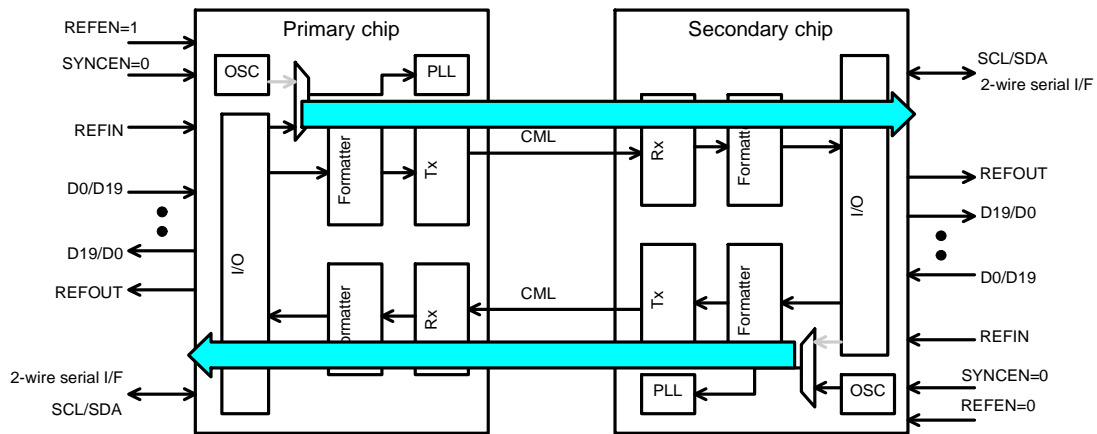 Primary chip
Secondary chip
REFEN=1
SYNCEN=0
REFIN
D0/D19
D19/D0
REFOUT
2-wire serial I/F
SCL/SDA
OSC
PLL
I/O
Formatter
Tx
CML
Formatter
Rx
CML
Rx
Formatter
Tx
Formatter
I/O
PLL
OSC
SCL/SDA
2-wire serial I/F
REFOUT
D19/D0
D0/D19
REFIN
SYNCEN=0
REFEN=0